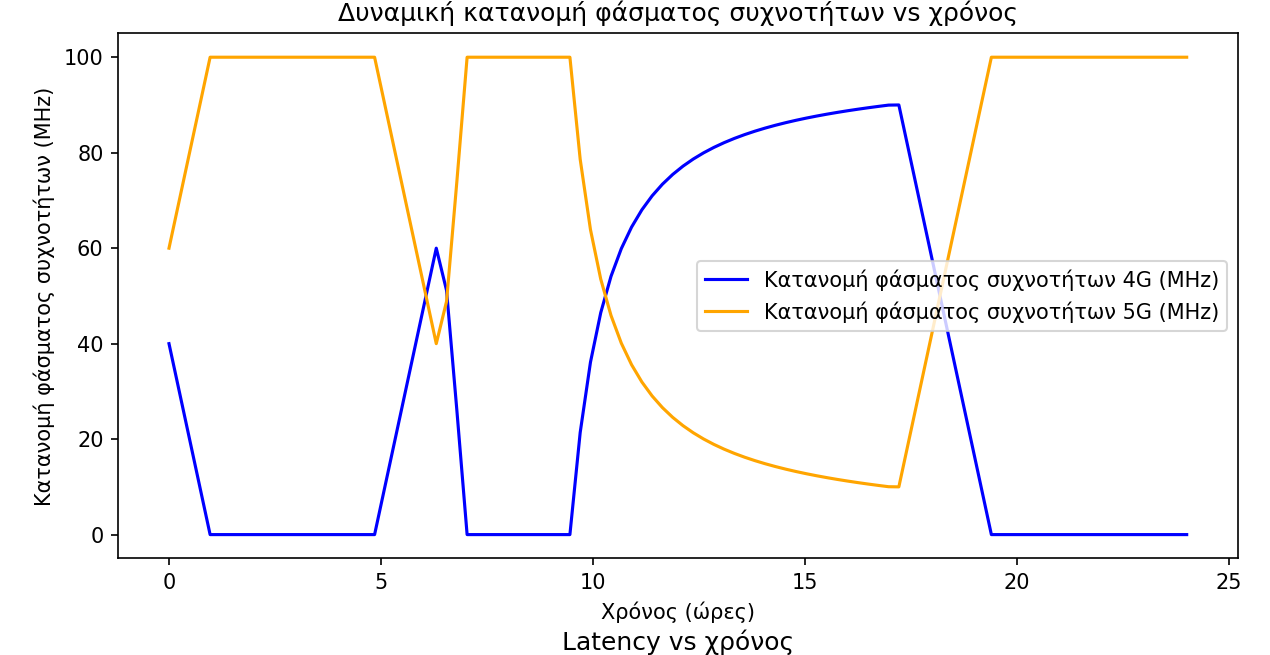 Δυναμική κατανομή φάσματος συχνοτήτων vs χρόνος
Κατανομή φάσματος συχνοτήτων (MHz)
100
80
60
40
20
0
Κατανομή φάσματος συχνοτήτων 4G (MHz)
Κατανομή φάσματος συχνοτήτων 5G (MHz)
0 5 10 15 20 25
Χρόνος (ώρες)
Latency vs χρόνος